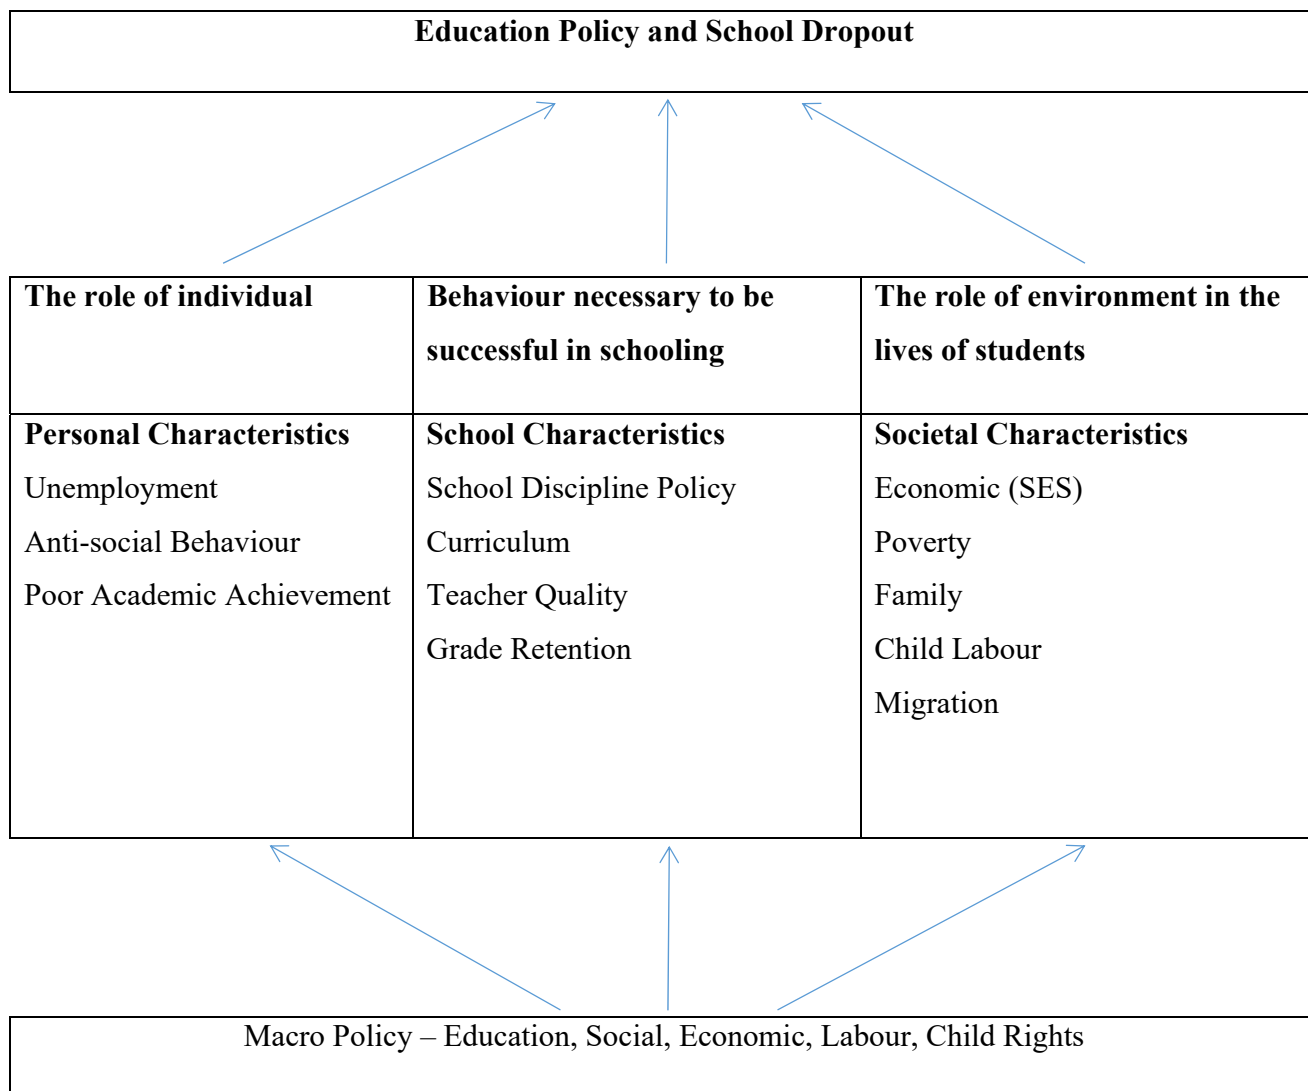 Education Policy and School Dropout
The role of individual
Behaviour necessary to be
successful in schooling
The role of environment in the
lives of students
Personal Characteristics
Unemployment
Anti-social Behaviour
Poor Academic Achievement
School Characteristics
School Discipline Policy
Curriculum
Teacher Quality
Grade Retention
Societal Characteristics
Economic (SES)
Poverty
Family
Child Labour
Migration
Macro Policy – Education, Social, Economic, Labour, Child Rights